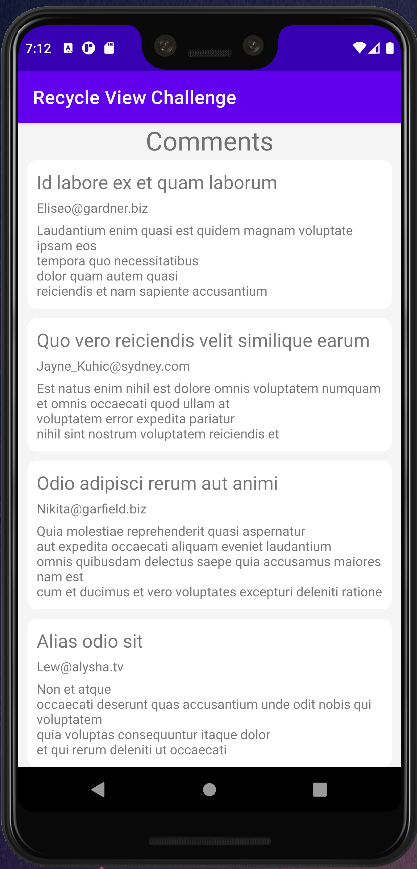 7:12
Recycle View Challenge
Comments
Id labore ex et quam laborum
Eliseo@gardner.biz
Laudantium enim quasi est quidem magnam voluptate
ipsam eos
tempora quo necessitatibus
dolor quam autem quasi
reiciendis et nam sapiente accusantium
Quo vero reiciendis velit similique earum
Jayne_Kuhic@sydney.com
Est natus enim nihil est dolore omnis voluptatem numquam
et omnis occaecati quod ullam at
voluptatem error expedita pariatur
nihil sint nostrum voluptatem reiciendis et
Odio adipisci rerum aut animi
Nikita@garfield.biz
Quia molestiae reprehenderit quasi aspernatur
aut expedita occaecati aliquam eveniet laudantium
omnis quibusdam delectus saepe quia accusamus maiores
nam est
cum et ducimus et vero voluptates excepturi deleniti ratione
Alias odio sit
Lew@alysha.tv
Non et atque
occaecati deserunt quas accusantium unde odit nobis qui
voluptatem
quia voluptas consequuntur itaque dolor
et qui rerum deleniti ut occaecati